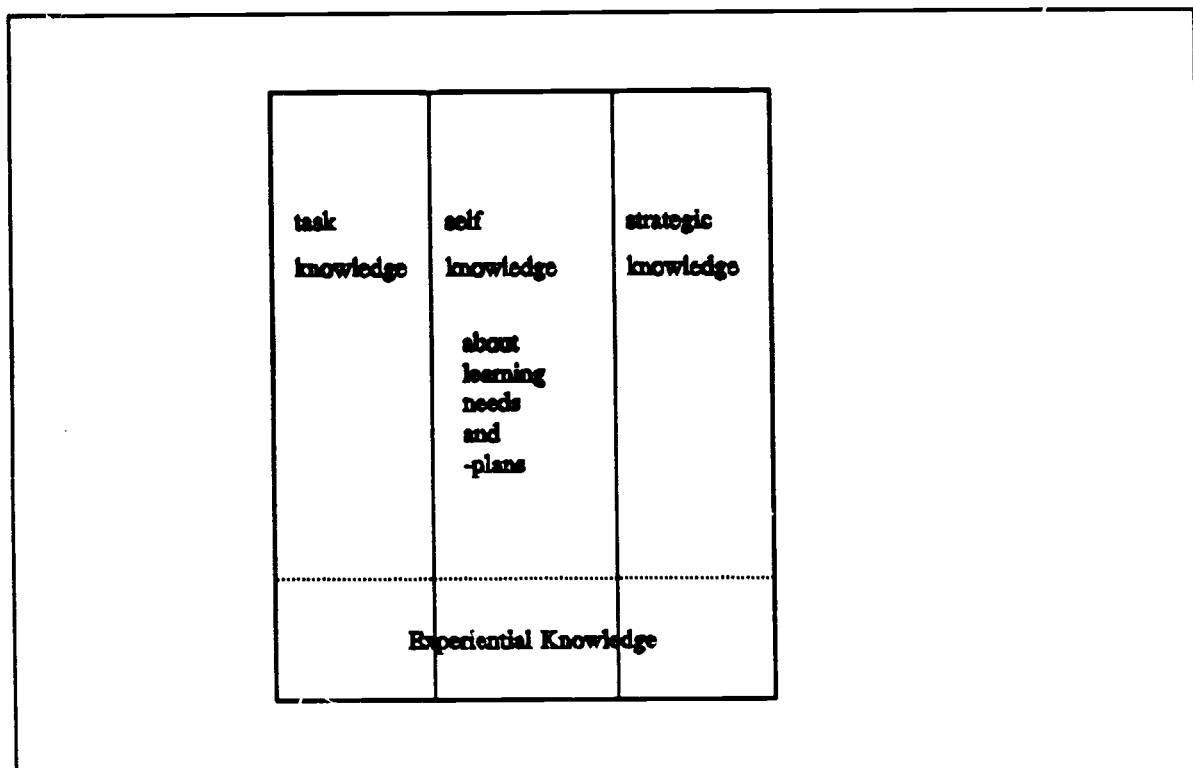 task
knowledge
self
knowledge
about
learning
needs
and
-plans
strategic
knowledge
Experiential Knowledge